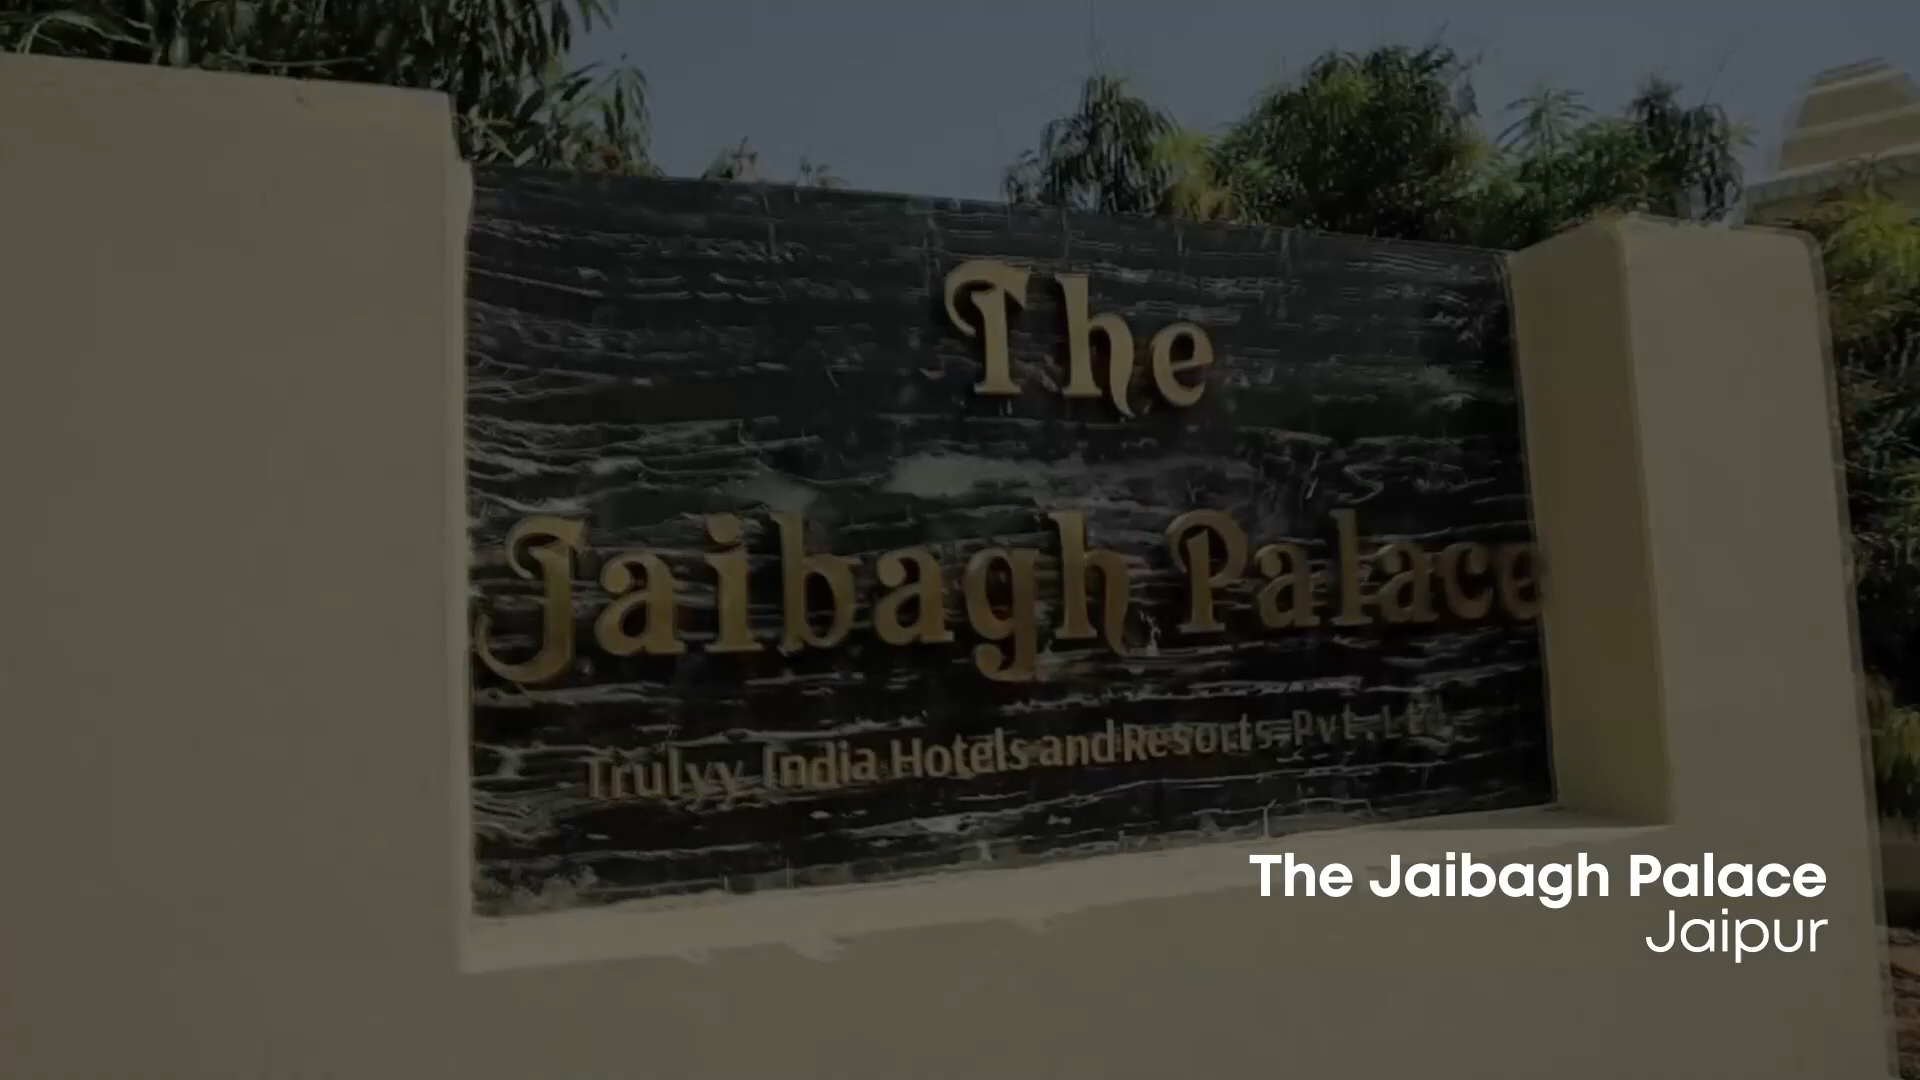 The
Jaibagh Palace
Trulyy India Hotels and Resorts Pvt. Ltd.
The Jaibagh Palace
Jaipur